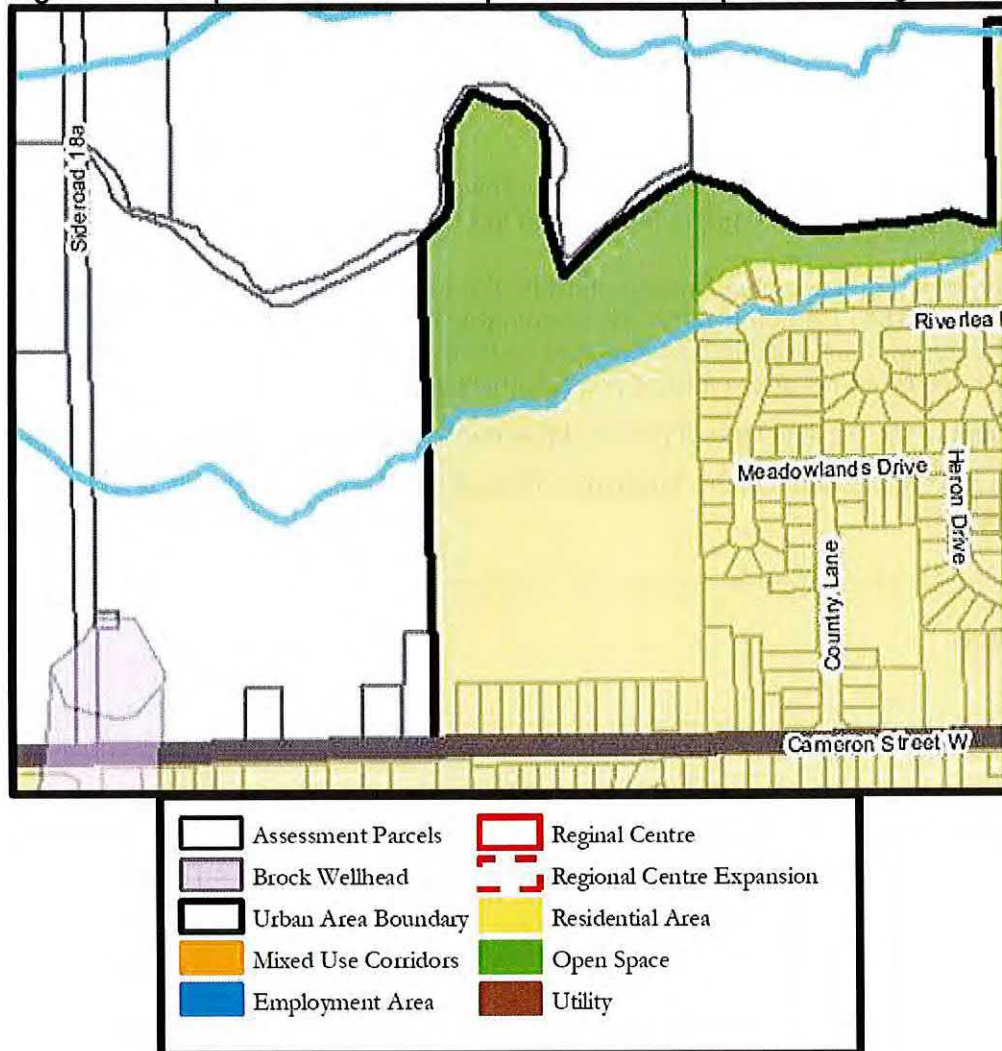 Sideroad 18a
Riverlea
Meadowlands Drive
Heron Drive
Country Lane
Cameron Street W
Assessment Parcels
Brock Wellhead
Urban Area Boundary
Mixed Use Corridors
Employment Area
Reginal Centre
Regional Centre Expansion
Residential Area
Open Space
Utility